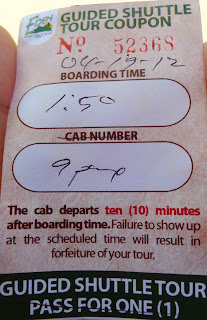 EDEN
GUIDED SHUTTLE
TOUR COUPON
No 52368
04-19-12
BOARDING TIME
1:50
CAB NUMBER
9
The cab departs ten (10) minutes
after boarding time. Failure to show up
at the scheduled time will result in
forfeiture of your tour.
GUIDED SHUTTLE TOUR
PASS FOR ONE (1)